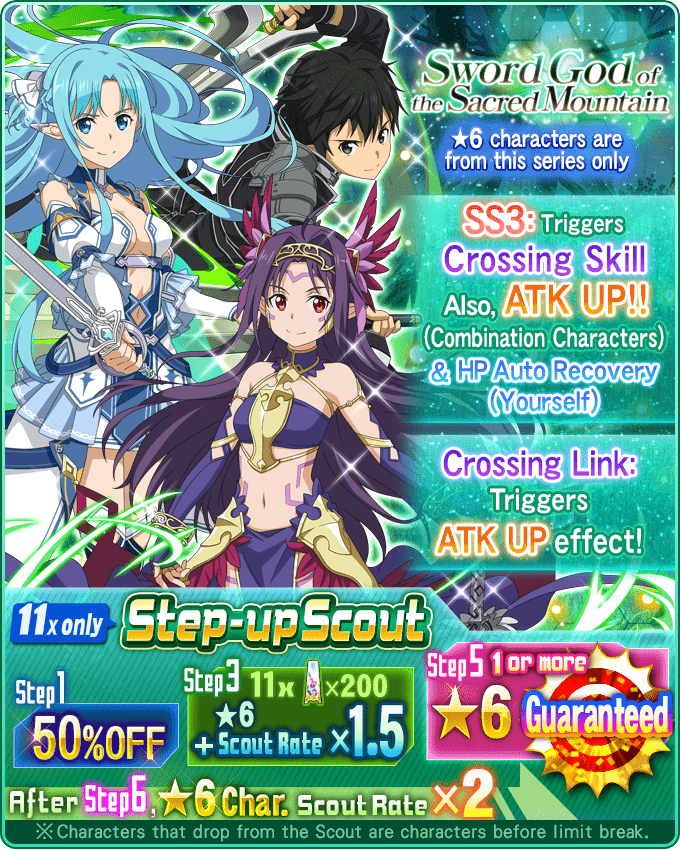 Sword God of
the Sacred Mountain
★6 characters are
from this series only
SS3: Triggers
Crossing Skill
Also, ATK UP!!
(Combination Characters)
& HP Auto Recovery
(Yourself)
Crossing Link:
Triggers
ATK UP effect!
11x only Step-up Scout
Step1
50%OFF
Step3 11x ×200
★6
+ Scout Rate ×1.5
Step5 1 or more
★6 Guaranteed
After Step6, ★6 Char. Scout Rate ×2
※Characters that drop from the Scout are characters before limit break.